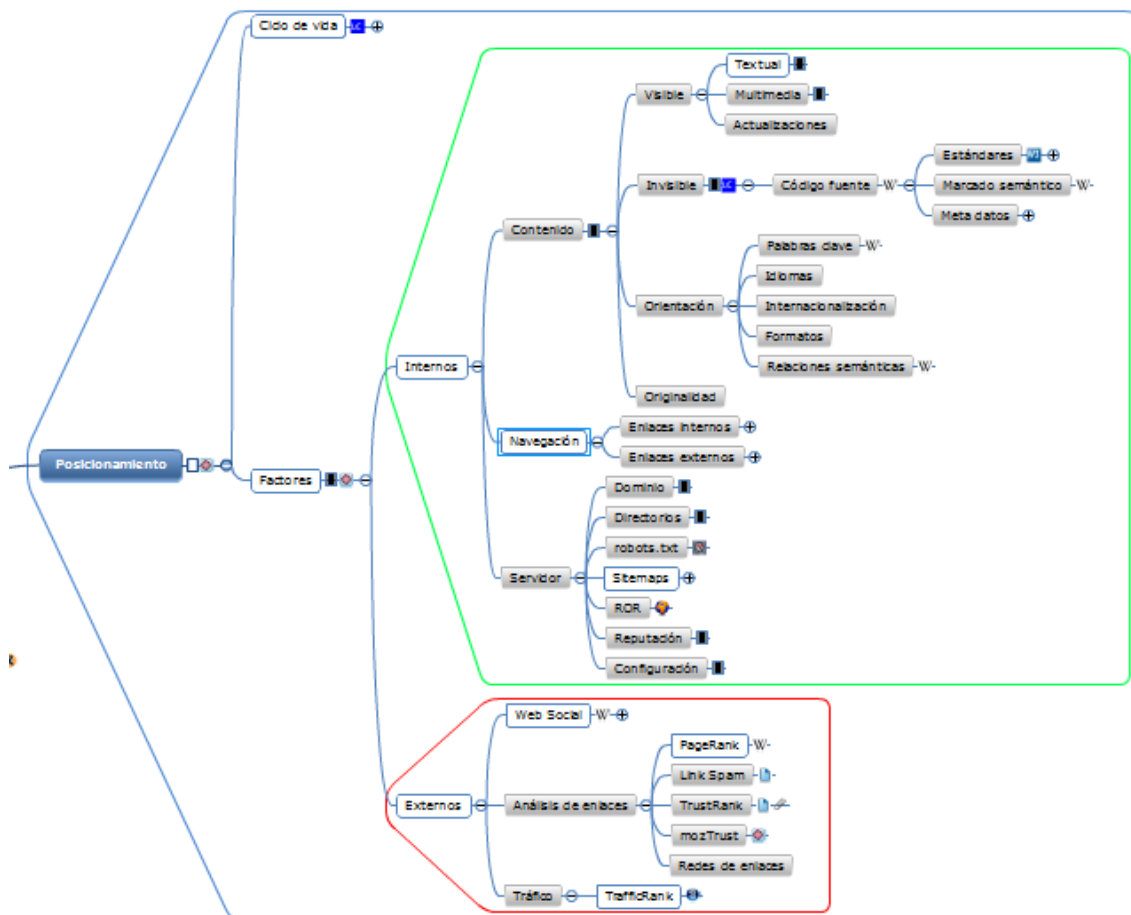 Ciclo de vida
Textual
Visible
Multimedia
Actualizaciones
Estándares
Invisible
Código fuente
W
Marcado semántico
W
Meta datos
Contenido
Palabras clave
W
Idiomas
Orientación
Internacionalización
Formatos
Internos
Relaciones semánticas
W
Originalidad
Enlaces internos
Navegación
Enlaces externos
Posicionamiento
Factores
Dominio
Directorios
robots.txt
Servidor
Sitemaps
ROR
Reputación
Configuración
Web Social
W
PageRank
W
Link Spam
Externos
Análisis de enlaces
TrustRank
mozTrust
Redes de enlaces
Tráfico
TrafficRank